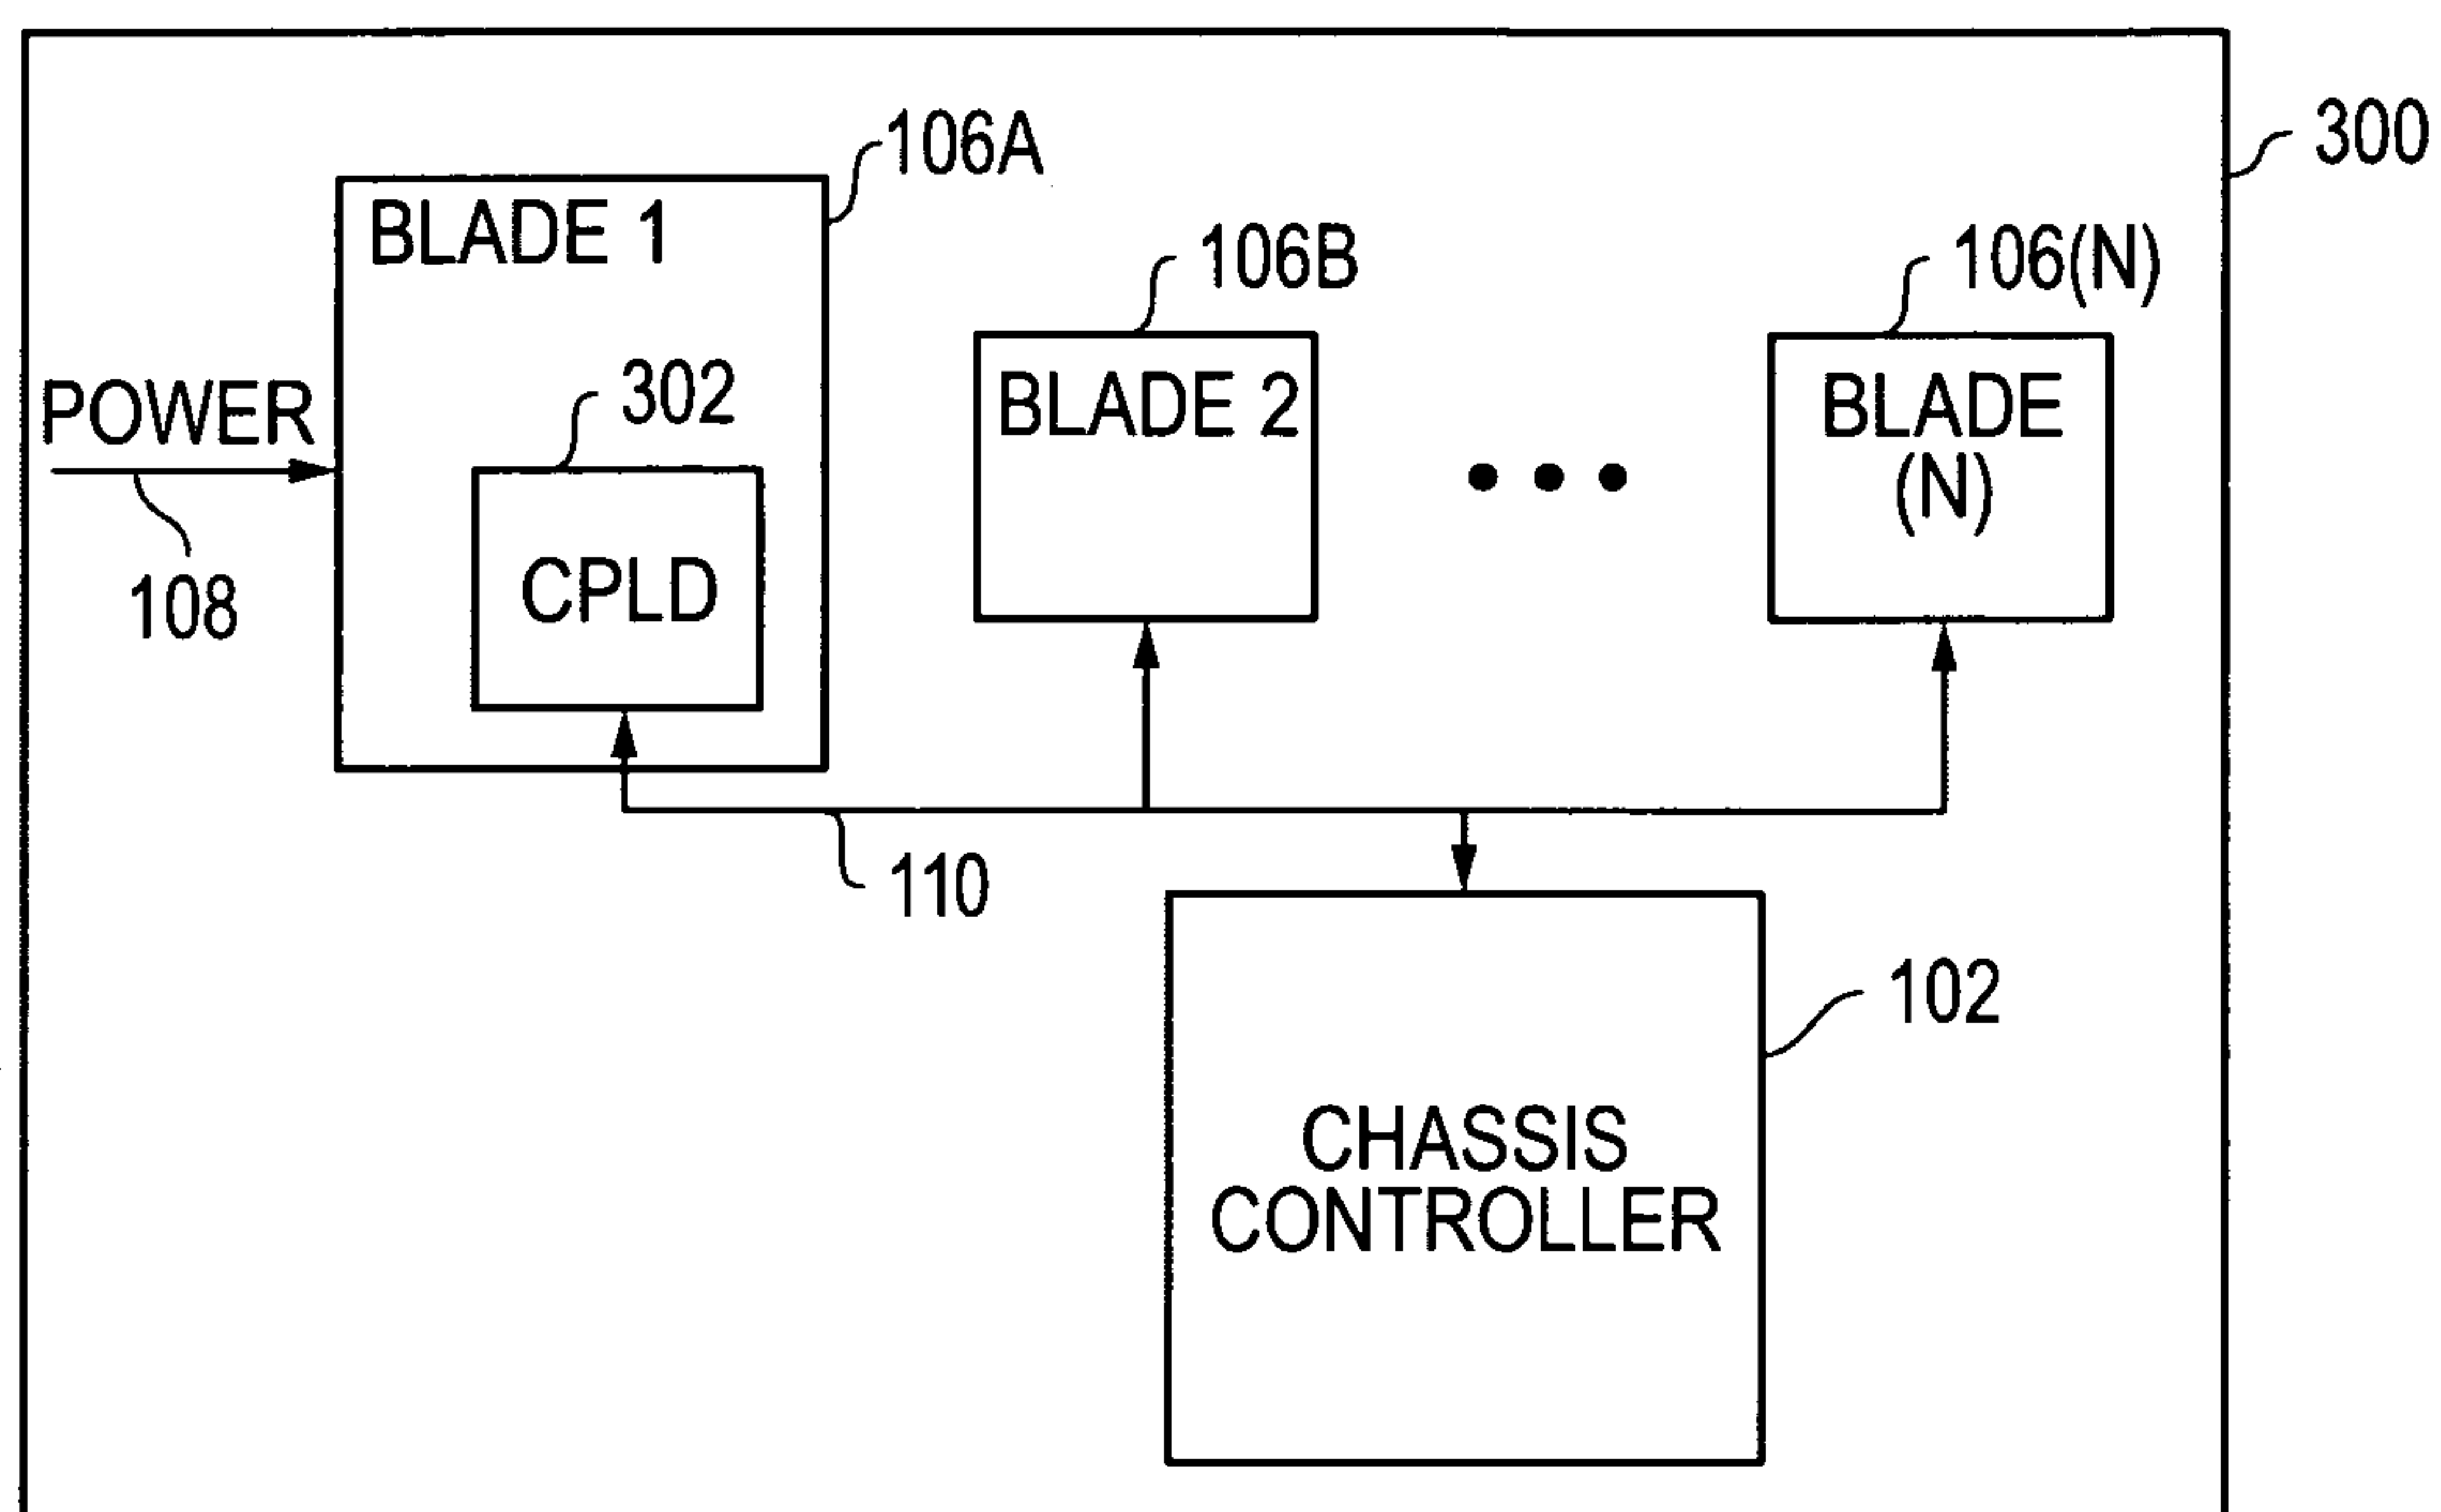 106A
300
BLADE 1
106B
106(N)
302
POWER
BLADE 2
BLADE
(N)
CPLD
108
110
102
CHASSIS
CONTROLLER